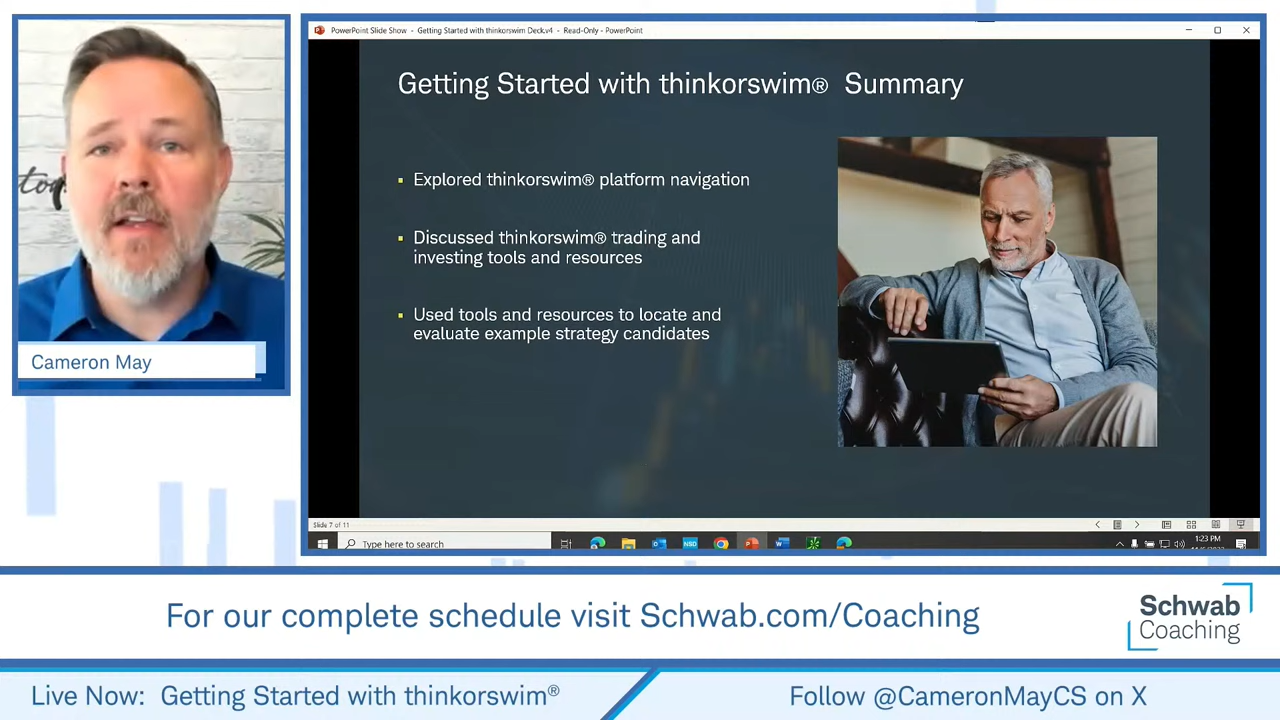 PowerPoint Slide Show - Getting Started with thinkorswim Deck.v4 - Read-Only - PowerPoint
Getting Started with thinkorswim® Summary
Explored thinkorswim® platform navigation
Discussed thinkorswim® trading and
investing tools and resources
Used tools and resources to locate and
evaluate example strategy candidates
Cameron May
Slide 7 of 11
Type here to search
NSD
1:23 PM
For our complete schedule visit Schwab.com/Coaching
Schwab
Coaching
Live Now: Getting Started with thinkorswim®
Follow @CameronMayCS on X